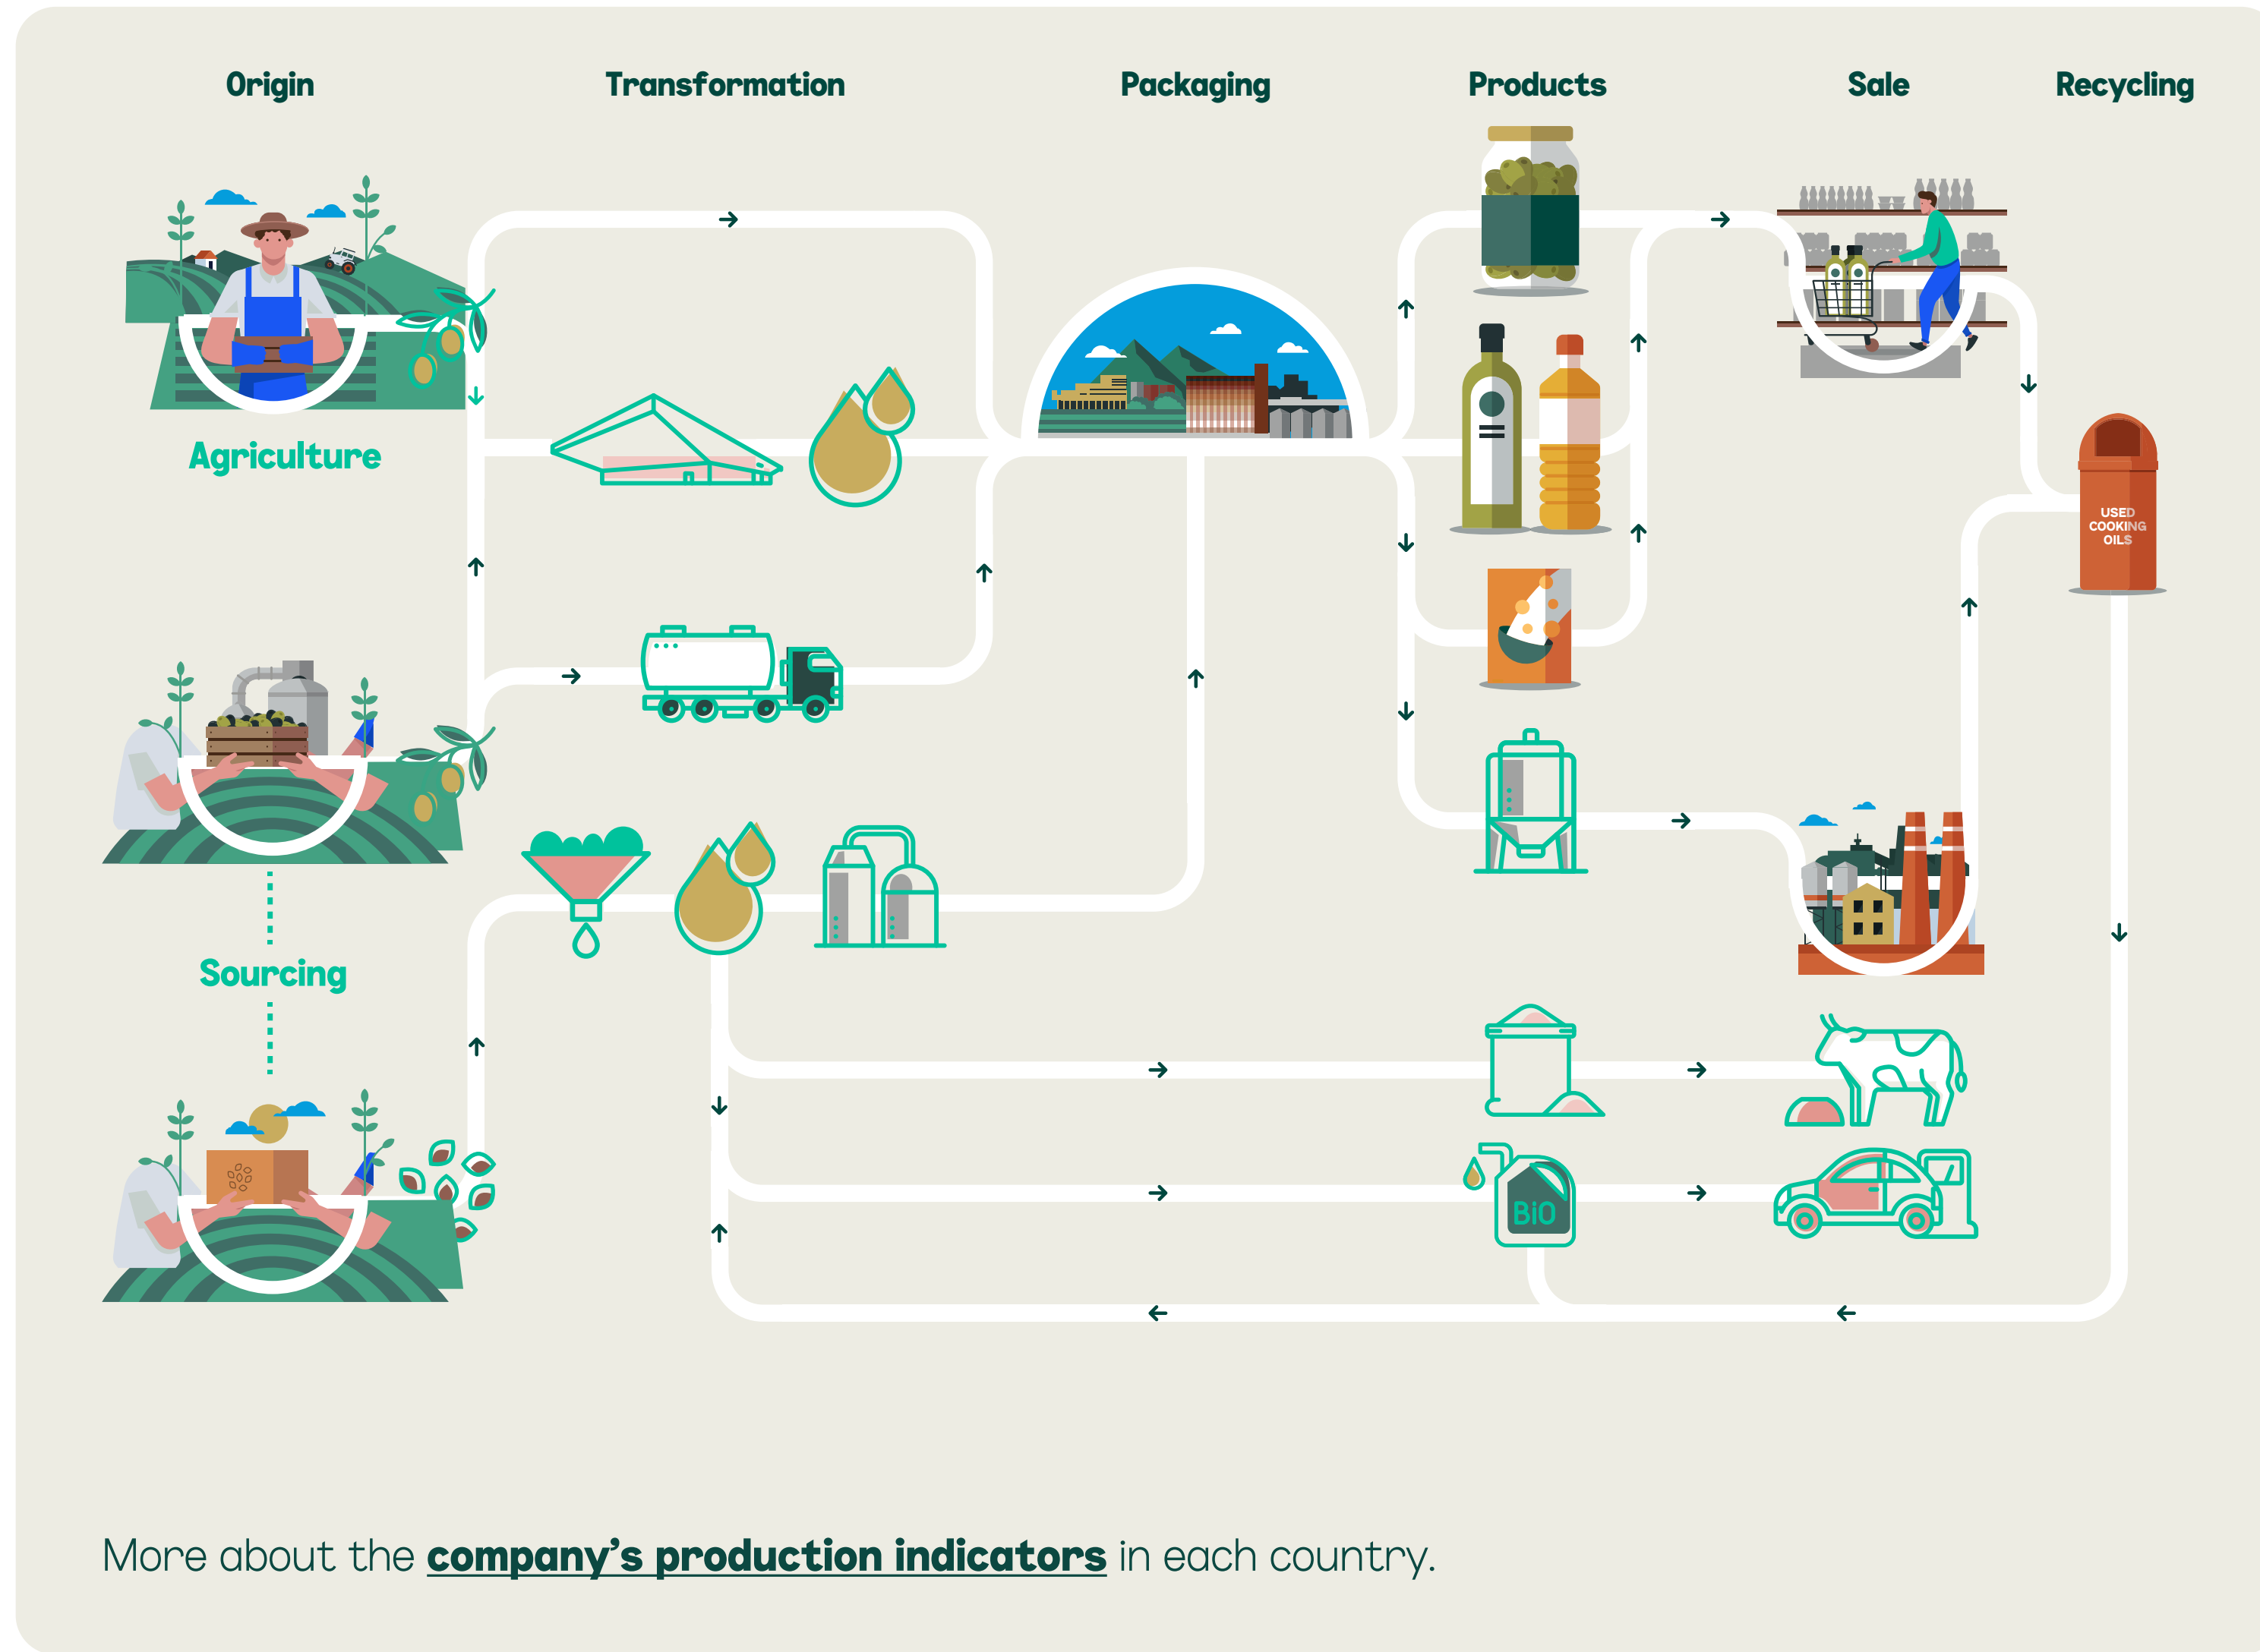 Origin
Transformation
Packaging
Products
Sale
Recycling
Agriculture
USED
COOKING
OILS
Sourcing
BiO
More about the company’s production indicators in each country.